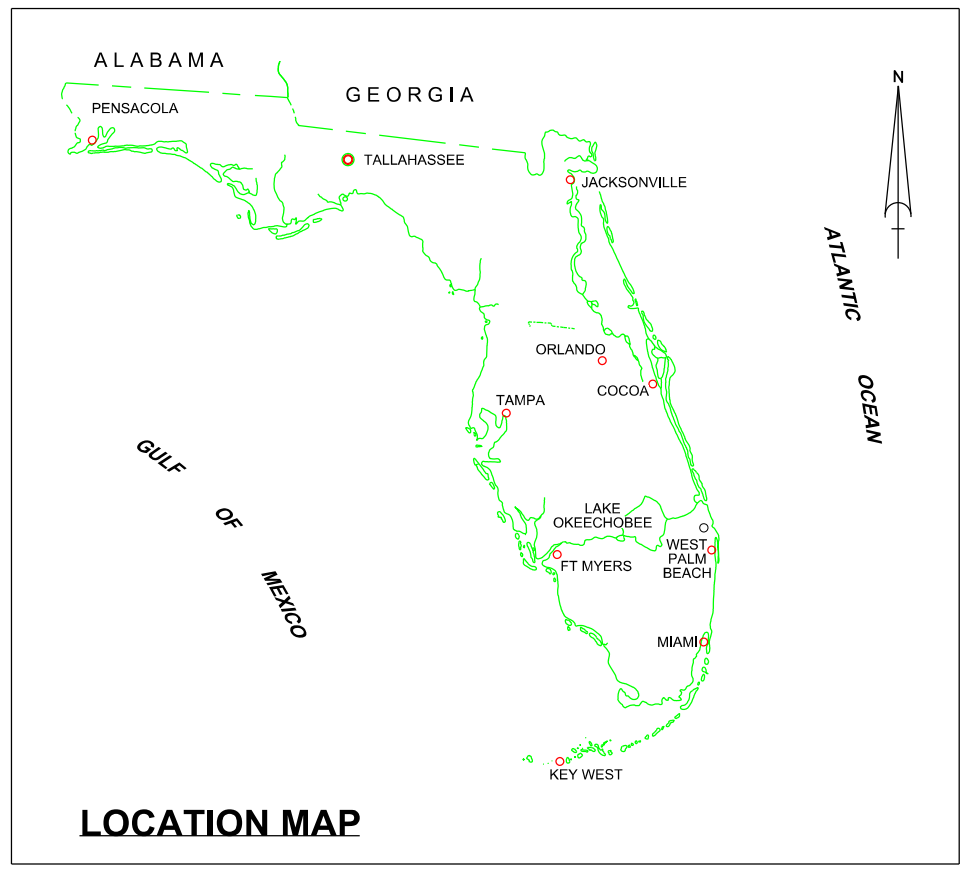 ALABAMA
GEORGIA
N
PENSACOLA
TALLAHASSEE
JACKSONVILLE
ATLANTIC
OCEAN
ORLANDO
COCOA
TAMPA
GULF
OF
MEXICO
LAKE
OKEECHOBEE
WEST
PALM
BEACH
FT MYERS
MIAMI
KEY WEST
LOCATION MAP